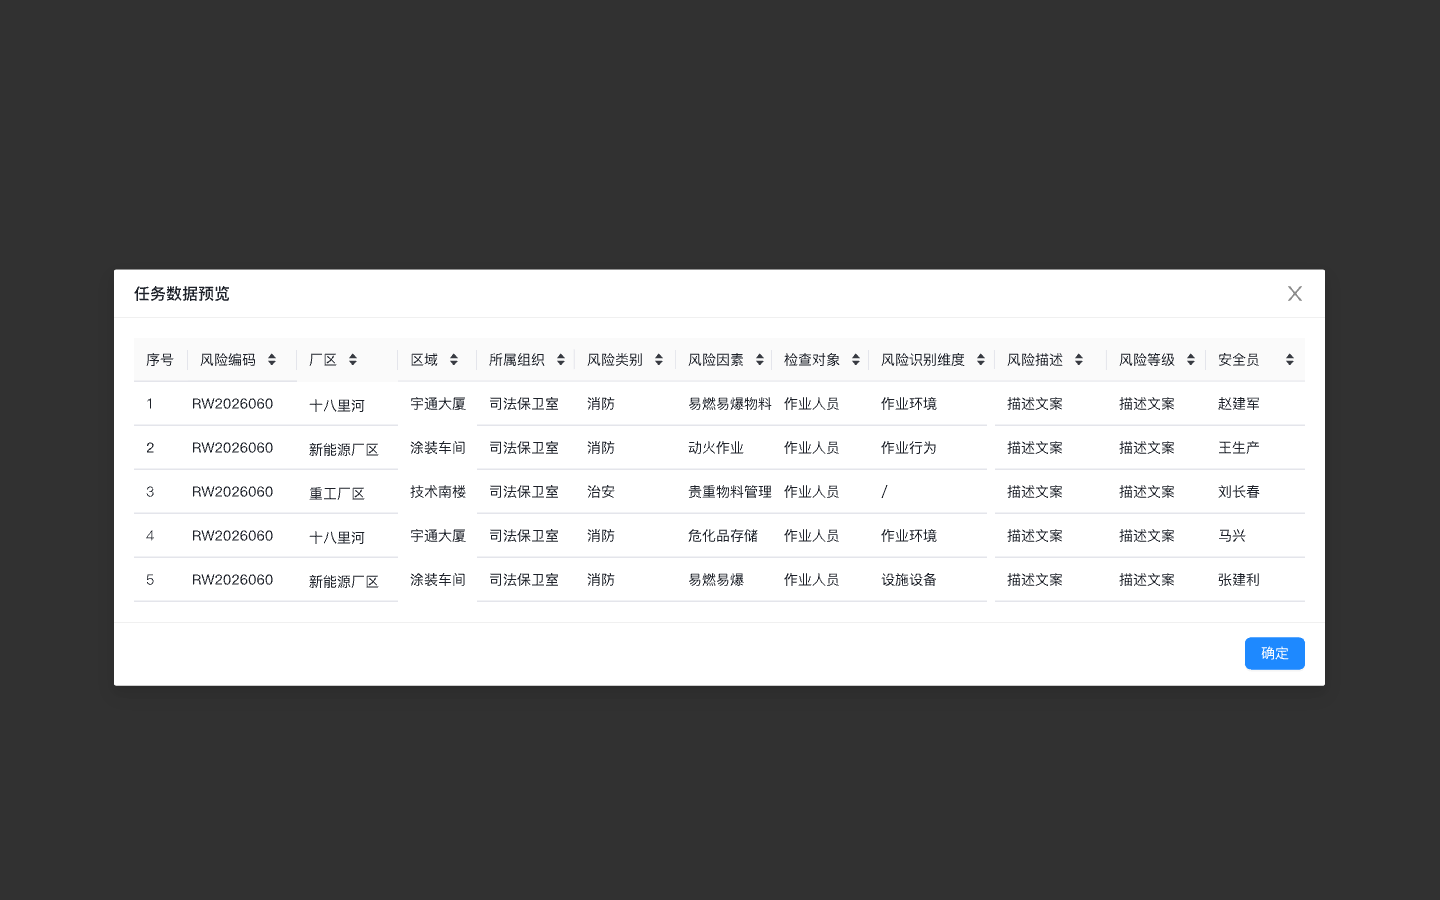 任务数据预览
序号 风险编码 厂区 区域 所属组织 风险类别 风险因素 检查对象 风险识别维度 风险描述 风险等级 安全员
1 RW2026060 十八里河 宇通大厦 司法保卫室 消防 易燃易爆物料 作业人员 作业环境 描述文案 描述文案 赵建军
2 RW2026060 新能源厂区 涂装车间 司法保卫室 消防 动火作业 作业人员 作业行为 描述文案 描述文案 王生产
3 RW2026060 重工厂区 技术南楼 司法保卫室 治安 贵重物料管理 作业人员 / 描述文案 描述文案 刘长春
4 RW2026060 十八里河 宇通大厦 司法保卫室 消防 危化品存储 作业人员 作业环境 描述文案 描述文案 马兴
5 RW2026060 新能源厂区 涂装车间 司法保卫室 消防 易燃易爆 作业人员 设施设备 描述文案 描述文案 张建利
确定